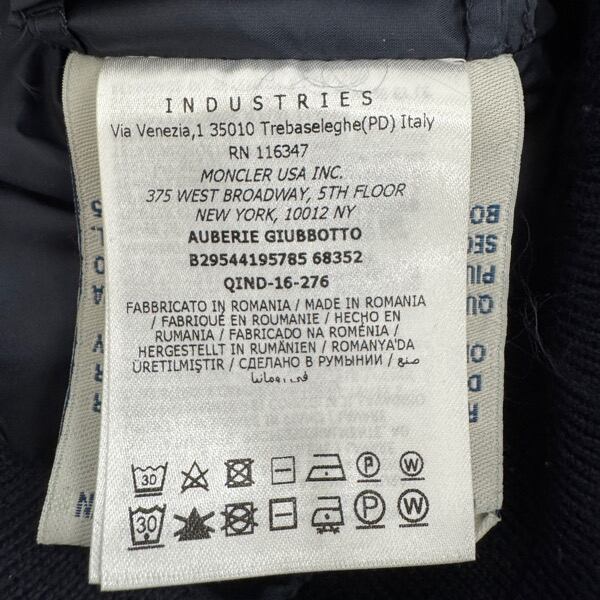 INDUSTRIES
Via Venezia,1 35010 Trebaseleghe(PD) Italy
RN 116347
MONCLER USA INC.
375 WEST BROADWAY, 5TH FLOOR
NEW YORK, 10012 NY
AUBERIE GIUBBOTTO
B29544195785 68352
QIND-16-276
FABBRICATO IN ROMANIA / MADE IN ROMANIA
/ FABRIQUÉ EN ROUMANIE / HECHO EN
RUMANIA / FABRICADO NA ROMÉNIA /
HERGESTELLT IN RUMÄNIEN / ROMANYA'DA
ÜRETILMIŞTIR / СДЕЛАНО В РУМЫНИИ / صنع
في رومانيا
30 P W
30 P W